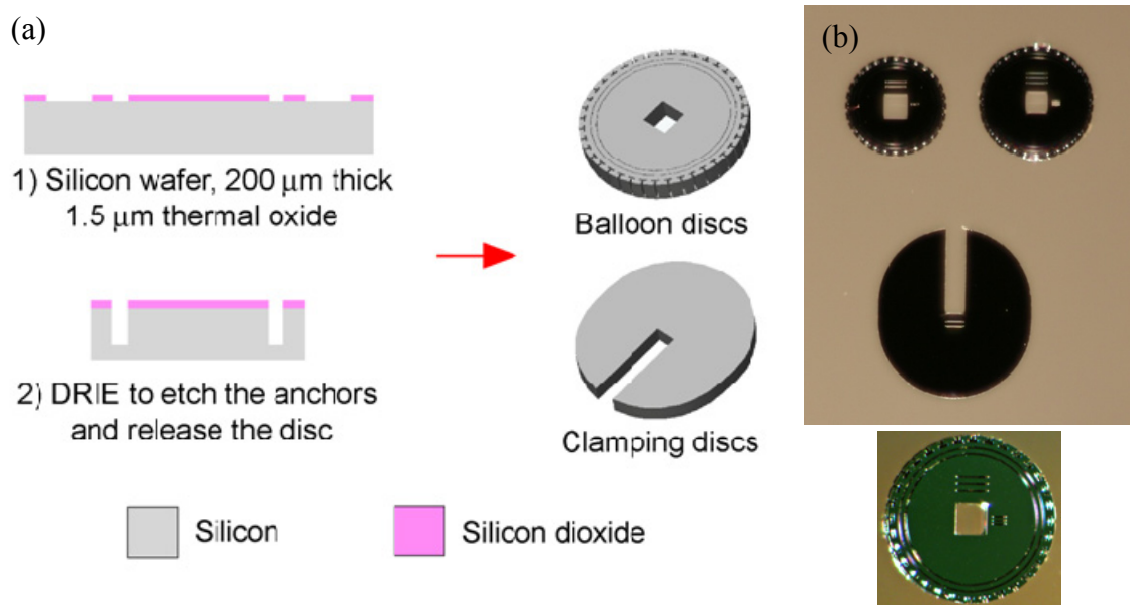 (a)
1) Silicon wafer, 200 μm thick
1.5 μm thermal oxide
2) DRIE to etch the anchors
and release the disc
Balloon discs
Clamping discs
Silicon
Silicon dioxide
(b)